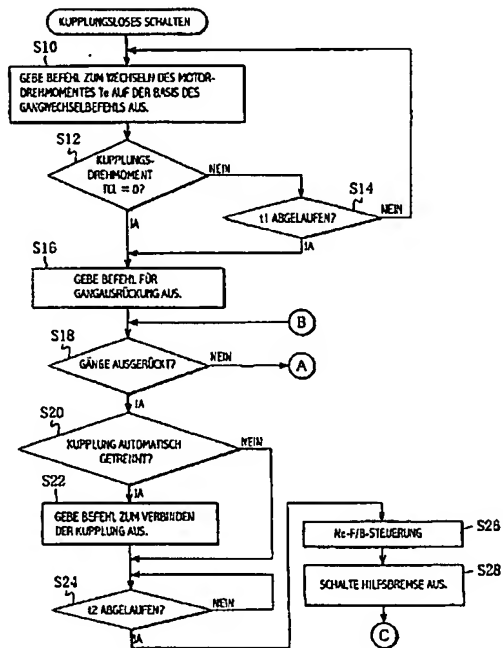 KUPPLUNGSLOSES SCHALTEN
S10
GEBE BEFEHL ZUM WECHSELN DES MOTOR-
DREHMOMENTES Te AUF DER BASIS DES
GANGWECHSELBEFEHLS AUS.
S12
KUPPLUNGS-
DREHMOMENT
TCL = 0?
NEIN
JA
S14
t1 ABGELAUFEN?
NEIN
JA
S16
GEBE BEFEHL FÜR
GANGAUSRÜCKUNG AUS.
B
S18
GÄNGE AUSGERÜCKT?
NEIN
A
JA
S20
KUPPLUNG AUTOMATISCH
GETRENNT?
NEIN
JA
S22
GEBE BEFEHL ZUM VERBINDEN
DER KUPPLUNG AUS.
S24
t2 ABGELAUFEN?
NEIN
JA
Nc-F/B-STEUERUNG
S26
SCHALTE HILFSBREMSE AUS.
S28
C